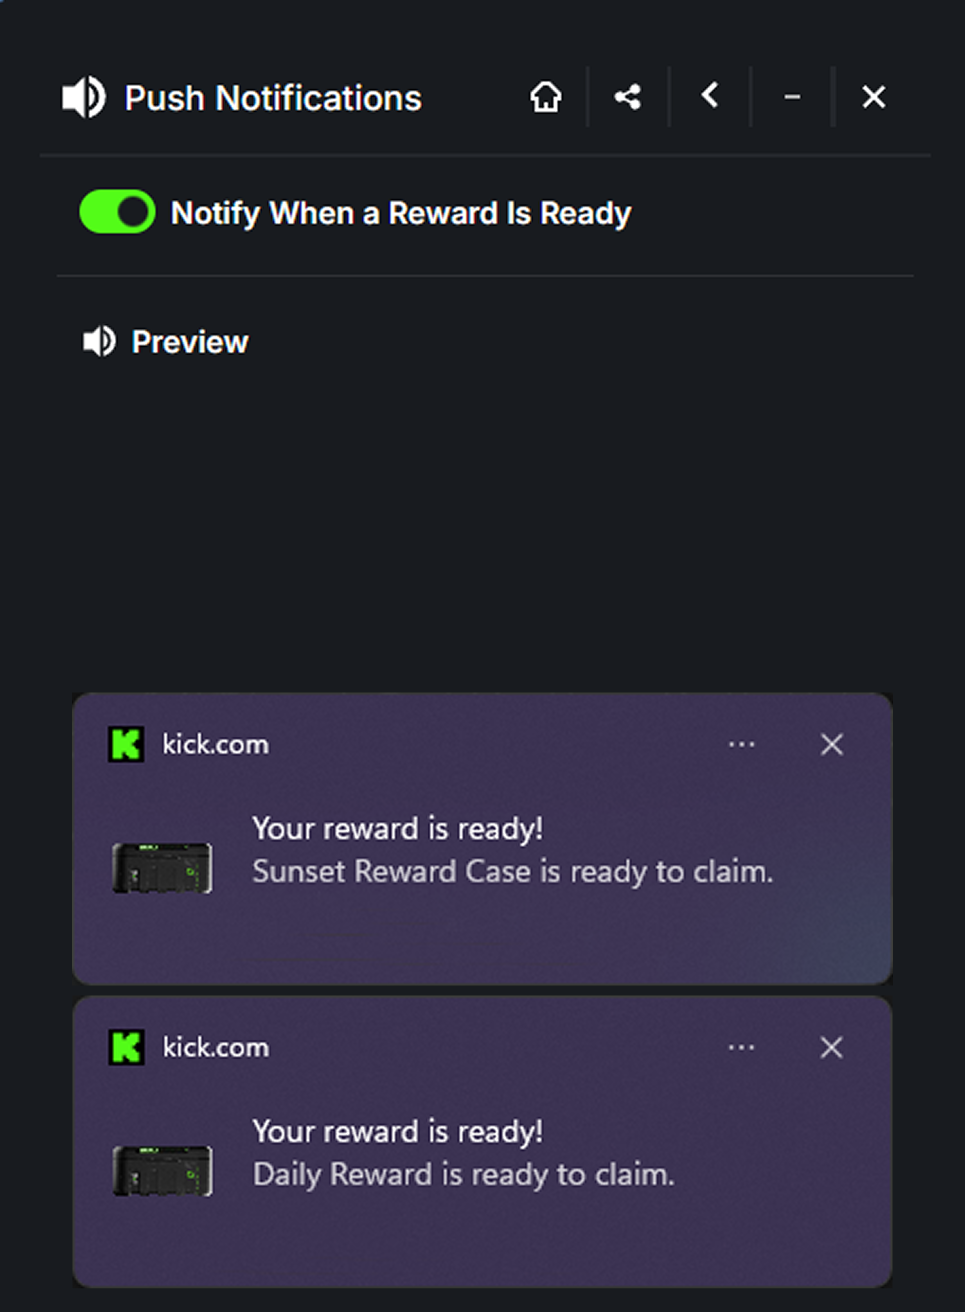 Push Notifications
Notify When a Reward Is Ready
Preview
kick.com
Your reward is ready!
Sunset Reward Case is ready to claim.
kick.com
Your reward is ready!
Daily Reward is ready to claim.